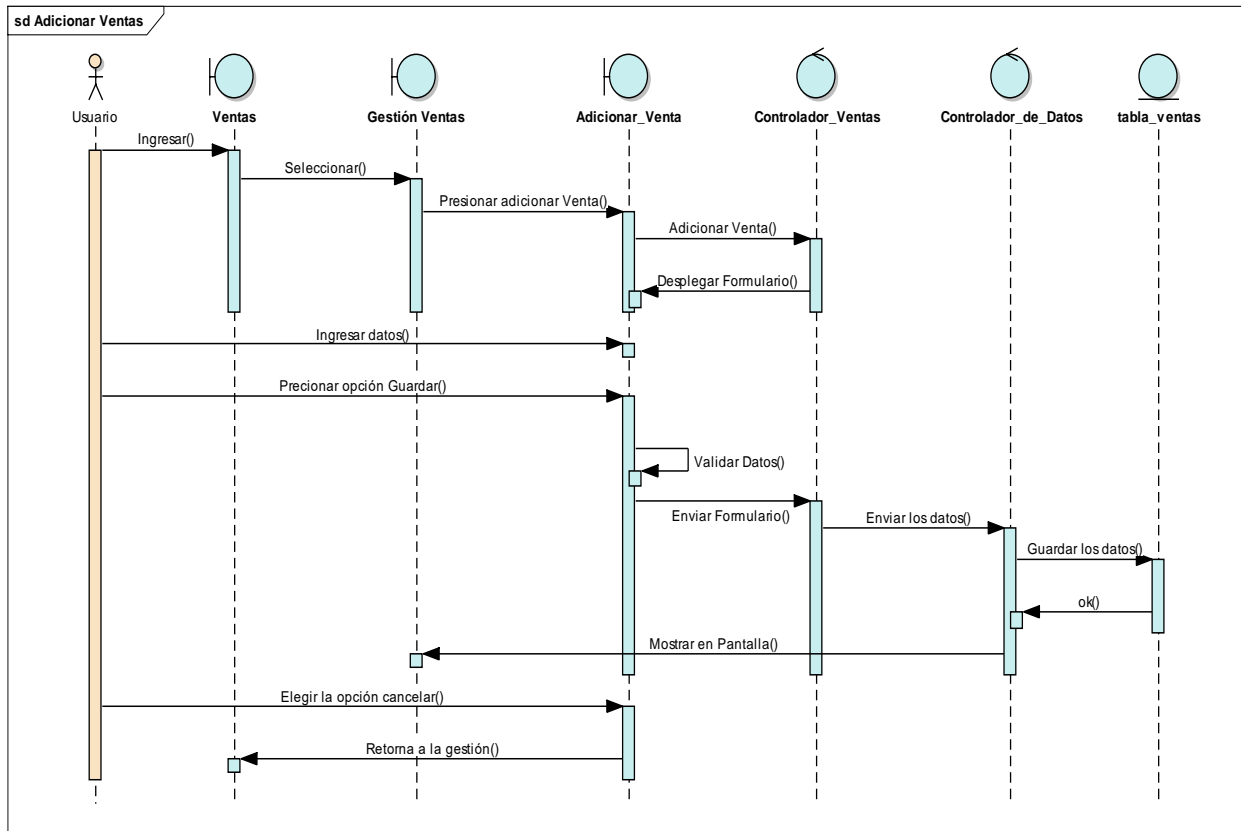 sd Adicionar Ventas
Usuario
Ventas
Gestión Ventas
Adicionar_Venta
Controlador_Ventas
Controlador_de_Datos
tabla_ventas
Ingresar()
Seleccionar()
Presionar adicionar Venta()
Adicionar Venta()
Desplegar Formulario()
Ingresar datos()
Precionar opción Guardar()
Validar Datos()
Enviar Formulario()
Enviar los datos()
Guardar los datos()
ok()
Mostrar en Pantalla()
Elegir la opción cancelar()
Retorna a la gestión()